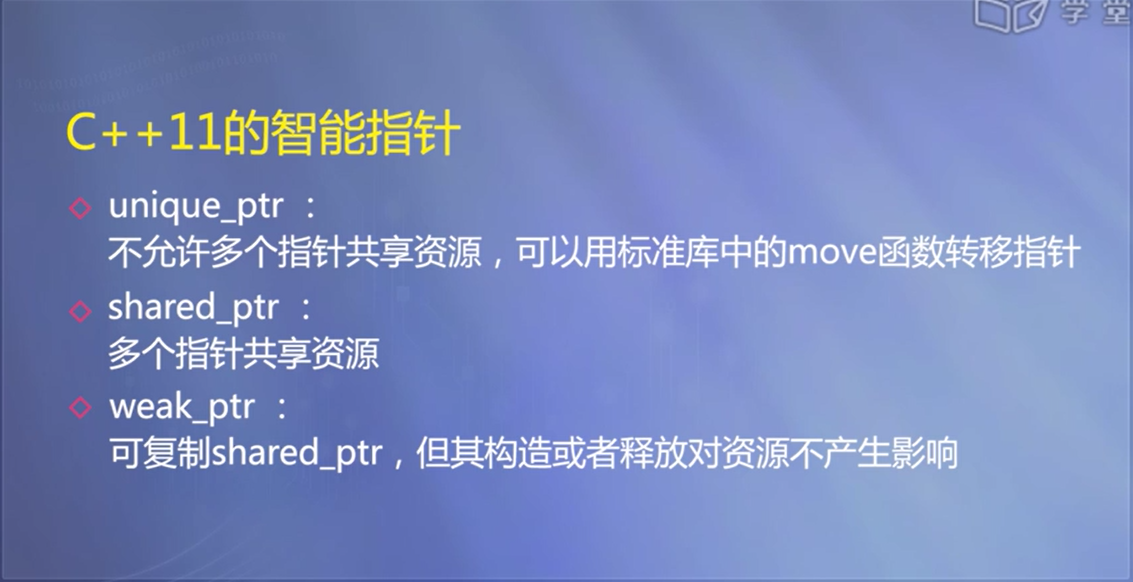 学堂
C++11的智能指针
unique_ptr ：
不允许多个指针共享资源，可以用标准库中的move函数转移指针
shared_ptr ：
多个指针共享资源
weak_ptr ：
可复制shared_ptr，但其构造或者释放对资源不产生影响